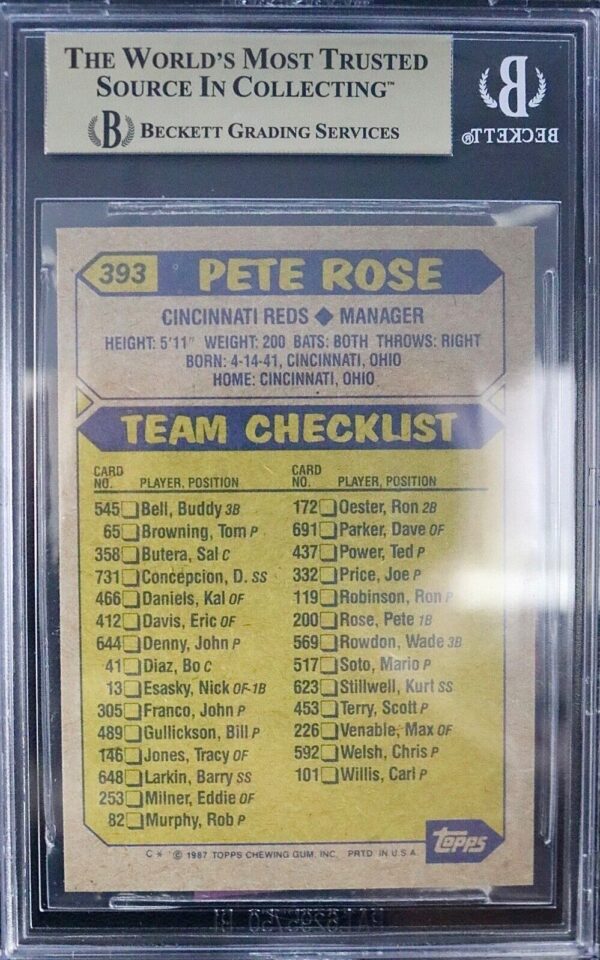 THE WORLD'S MOST TRUSTED
SOURCE IN COLLECTING™
B BECKETT GRADING SERVICES
B
BECKETT®
393 PETE ROSE
CINCINNATI REDS ◆ MANAGER
HEIGHT: 5'11" WEIGHT: 200 BATS: BOTH THROWS: RIGHT
BORN: 4-14-41, CINCINNATI, OHIO
HOME: CINCINNATI, OHIO
TEAM CHECKLIST
CARD NO. PLAYER, POSITION
545 Bell, Buddy 3B
65 Browning, Tom P
358 Butera, Sal C
731 Concepcion, D. SS
466 Daniels, Kal OF
412 Davis, Eric OF
644 Denny, John P
41 Diaz, Bo C
13 Esasky, Nick OF-1B
305 Franco, John P
489 Gullickson, Bill P
146 Jones, Tracy OF
648 Larkin, Barry SS
253 Milner, Eddie OF
82 Murphy, Rob P
CARD NO. PLAYER, POSITION
172 Oester, Ron 2B
691 Parker, Dave OF
437 Power, Ted P
332 Price, Joe P
119 Robinson, Ron P
200 Rose, Pete 1B
569 Rowdon, Wade 3B
517 Soto, Mario P
623 Stillwell, Kurt SS
453 Terry, Scott P
226 Venable, Max OF
592 Welsh, Chris P
101 Willis, Carl P
C * © 1987 TOPPS CHEWING GUM, INC. PRTD. IN U.S.A.
topps